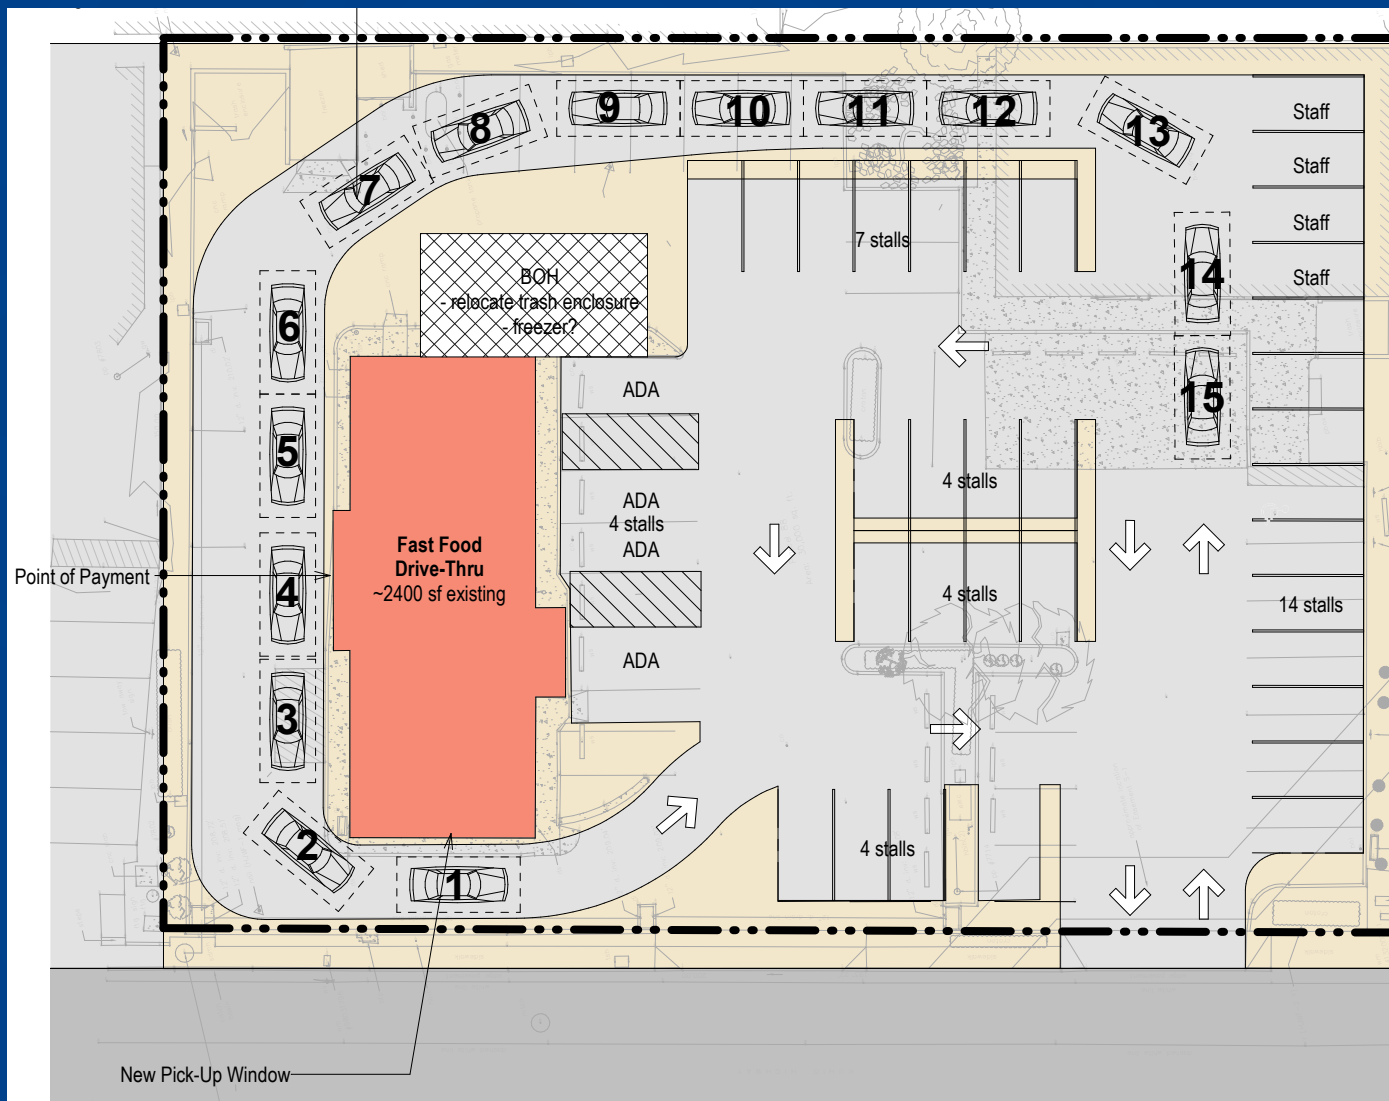 9
10
11
12
13
8
7
Staff
Staff
Staff
Staff
7 stalls
14
15
6
5
4
3
2
1
BOH
- relocate trash enclosure
- freezer?
ADA
ADA
4 stalls
ADA
ADA
4 stalls
4 stalls
14 stalls
4 stalls
Fast Food
Drive-Thru
~2400 sf existing
Point of Payment
New Pick-Up Window